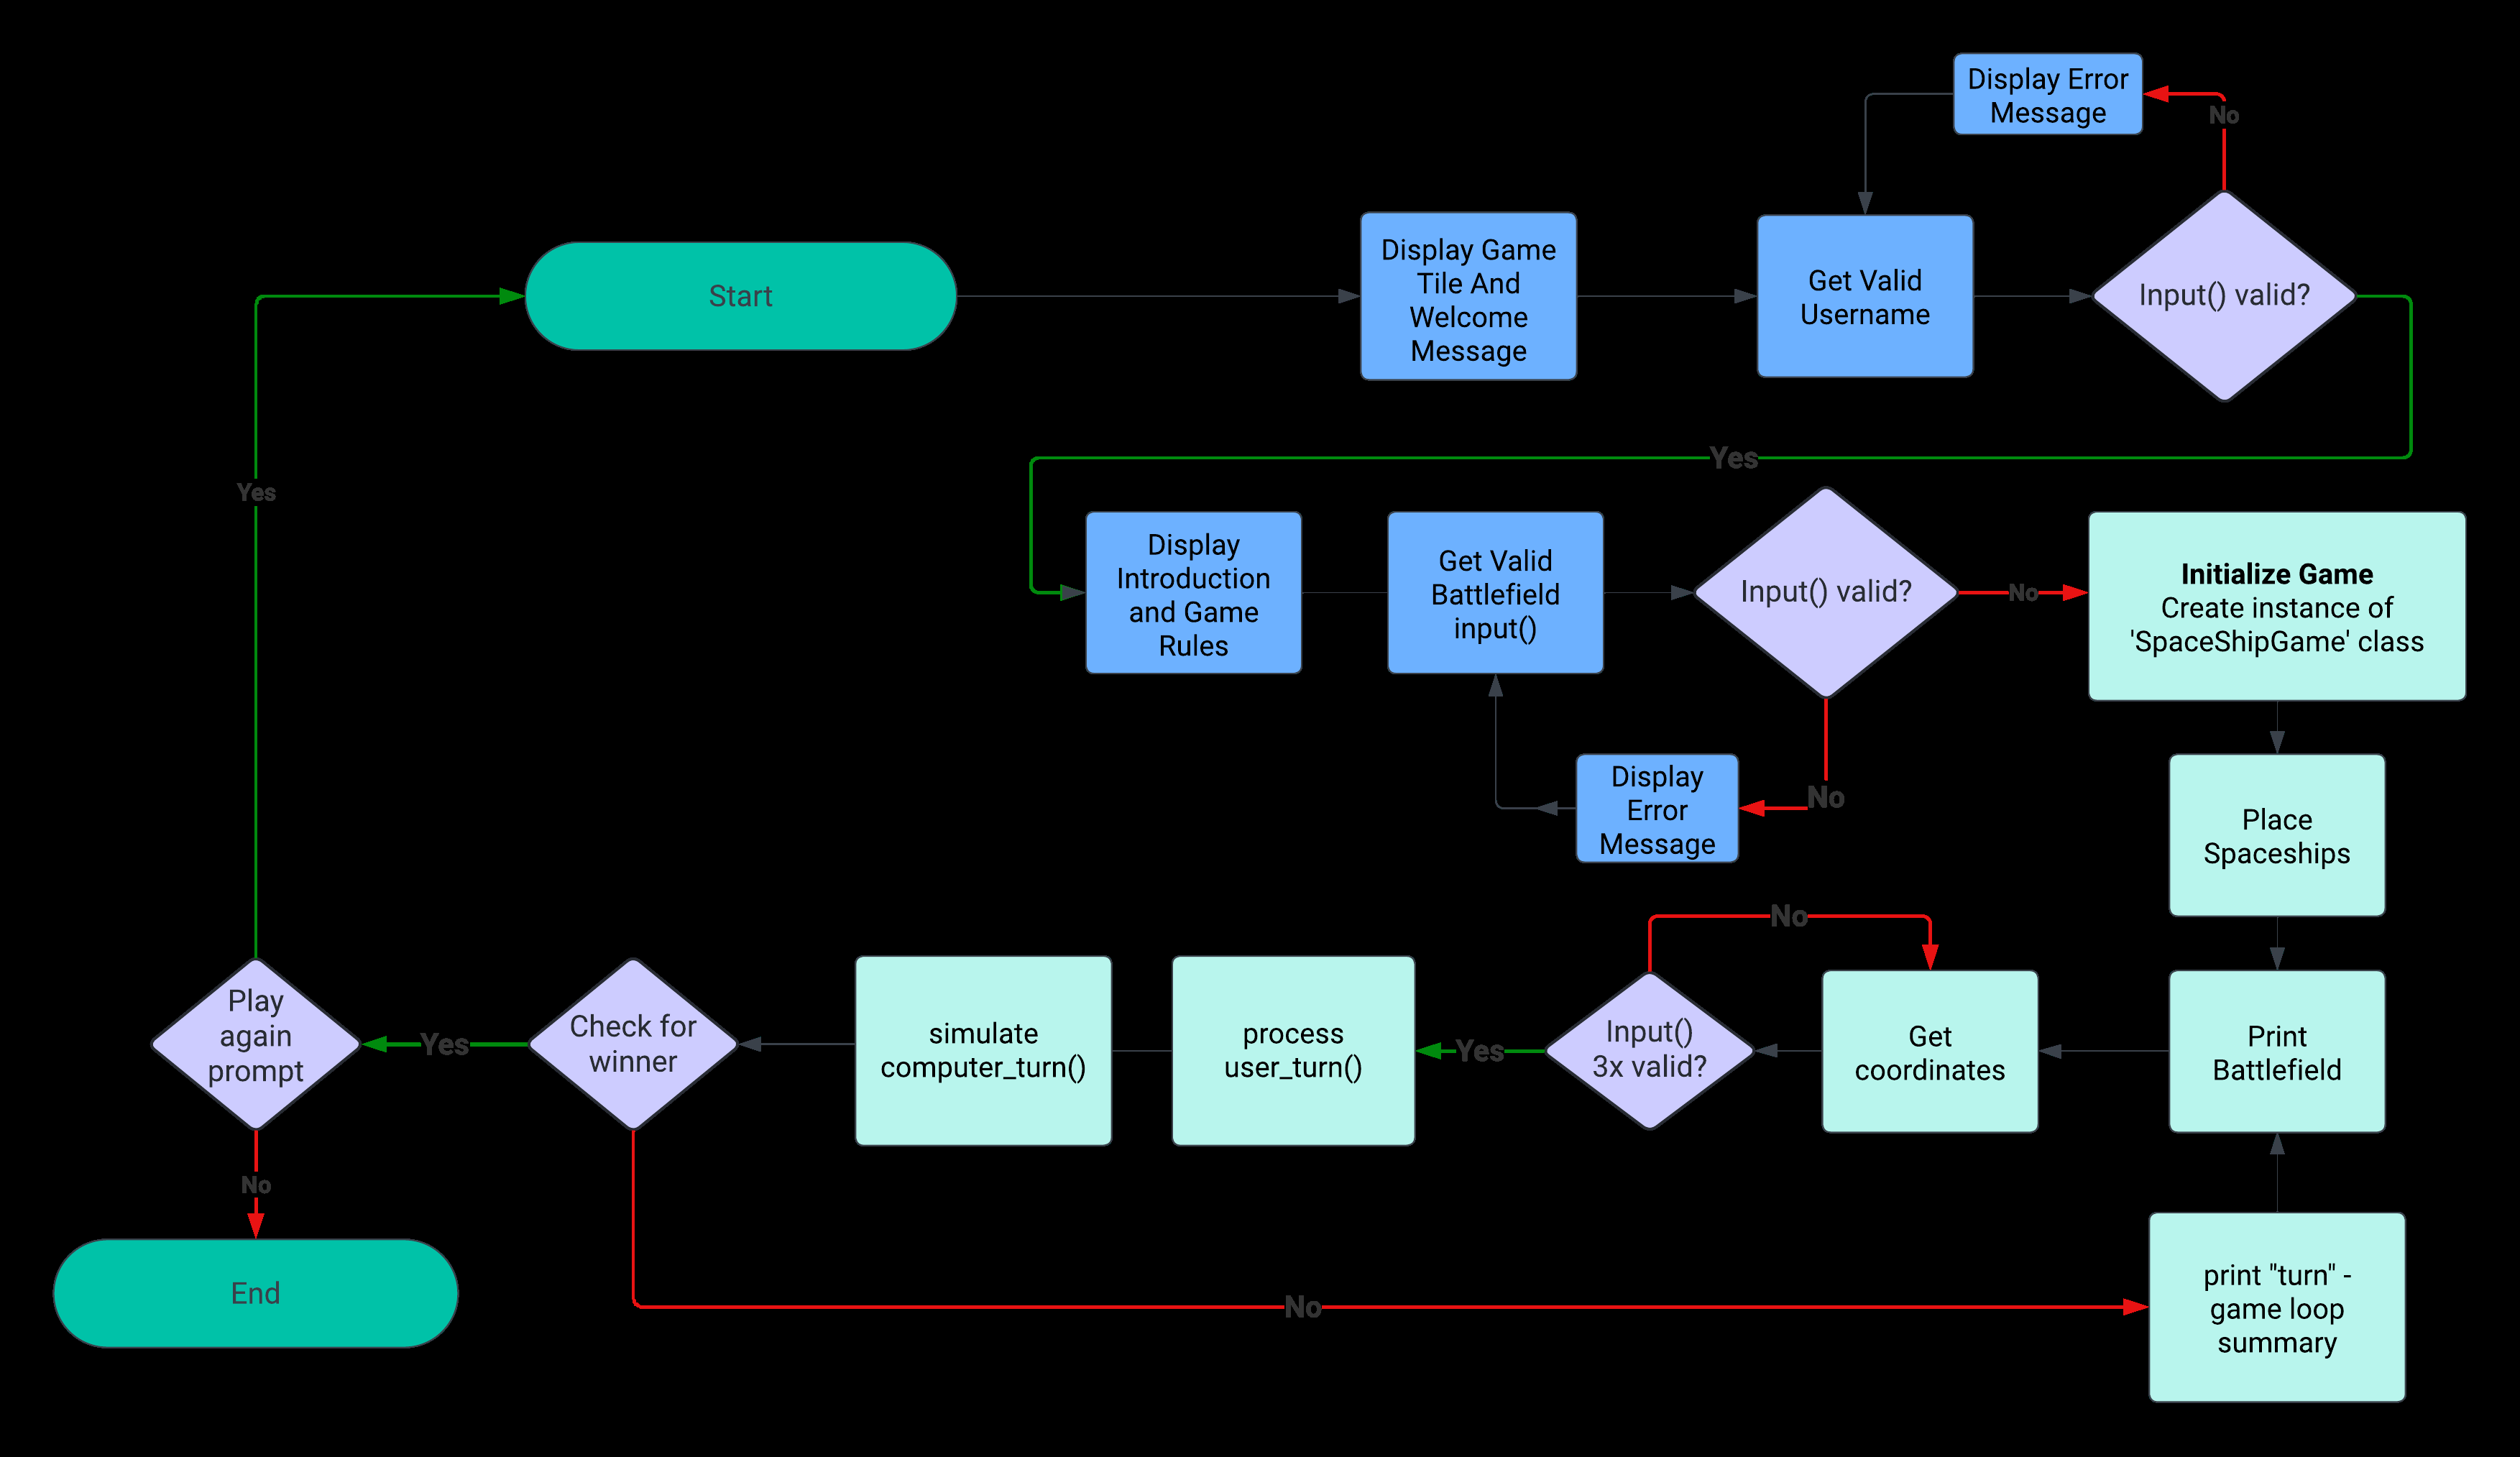 Display Error
Message
No
Start
Display Game
Tile And
Welcome
Message
Get Valid
Username
Input() valid?
Yes
Yes
Display
Introduction
and Game
Rules
Get Valid
Battlefield
input()
Input() valid?
No
Initialize Game
Create instance of
'SpaceShipGame' class
Display
Error
Message
No
Place
Spaceships
No
Play
again
prompt
Yes
Check for
winner
simulate
computer_turn()
process
user_turn()
Yes
Input()
3x valid?
Get
coordinates
Print
Battlefield
No
End
No
print "turn" -
game loop
summary